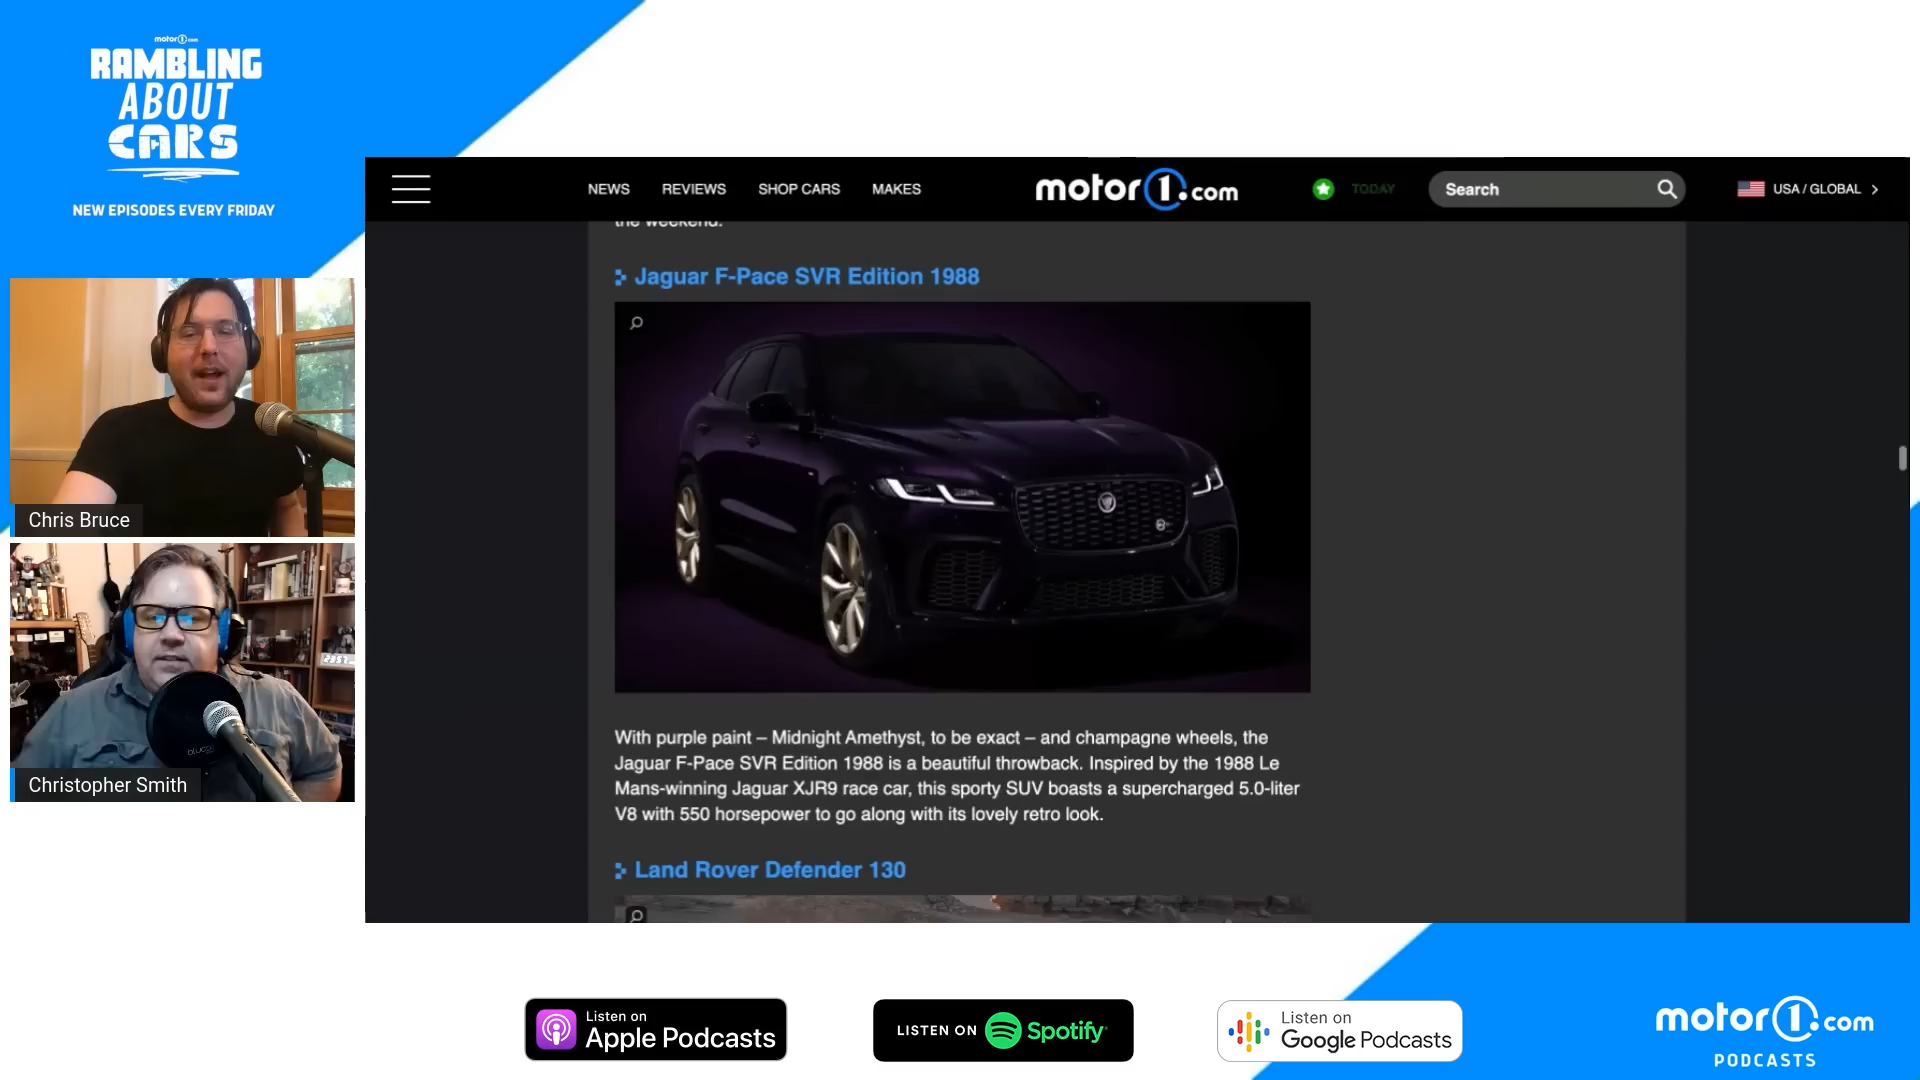 motor1.com
RAMBLING
ABOUT
CARS
NEW EPISODES EVERY FRIDAY
NEWS REVIEWS SHOP CARS MAKES
motor1.com
TODAY
Search
USA / GLOBAL
the weekend.
Jaguar F-Pace SVR Edition 1988
With purple paint – Midnight Amethyst, to be exact – and champagne wheels, the
Jaguar F-Pace SVR Edition 1988 is a beautiful throwback. Inspired by the 1988 Le
Mans-winning Jaguar XJR9 race car, this sporty SUV boasts a supercharged 5.0-liter
V8 with 550 horsepower to go along with its lovely retro look.
Land Rover Defender 130
Chris Bruce
Christopher Smith
Listen on
Apple Podcasts
LISTEN ON Spotify
Listen on
Google Podcasts
motor1.com
PODCASTS